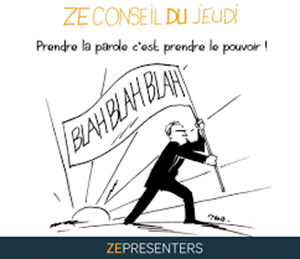 ZE CONSEIL DU JEUDI
Prendre la parole c'est prendre le pouvoir !
BLAH BLAH BLAH
ZEPRESENTERS